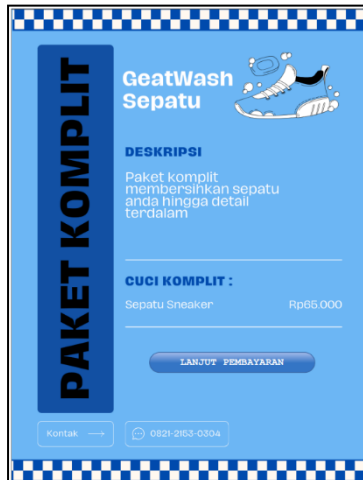 PAKET KOMPLIT
GeatWash
Sepatu
DESKRIPSI
Paket komplit
membersihkan sepatu
anda hingga detail
terdalam
CUCI KOMPLIT :
Sepatu Sneaker Rp65.000
LANJUT PEMBAYARAN
Kontak → 0821-2153-0304